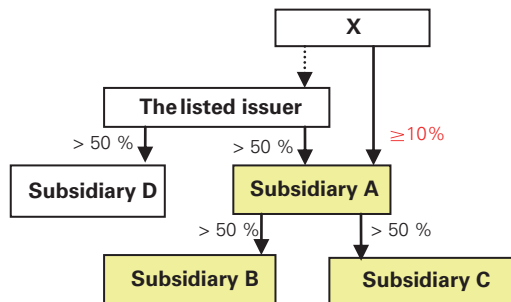 X
The listed issuer
≥10%
> 50 %
> 50 %
Subsidiary D
Subsidiary A
> 50 %
> 50 %
Subsidiary B
Subsidiary C